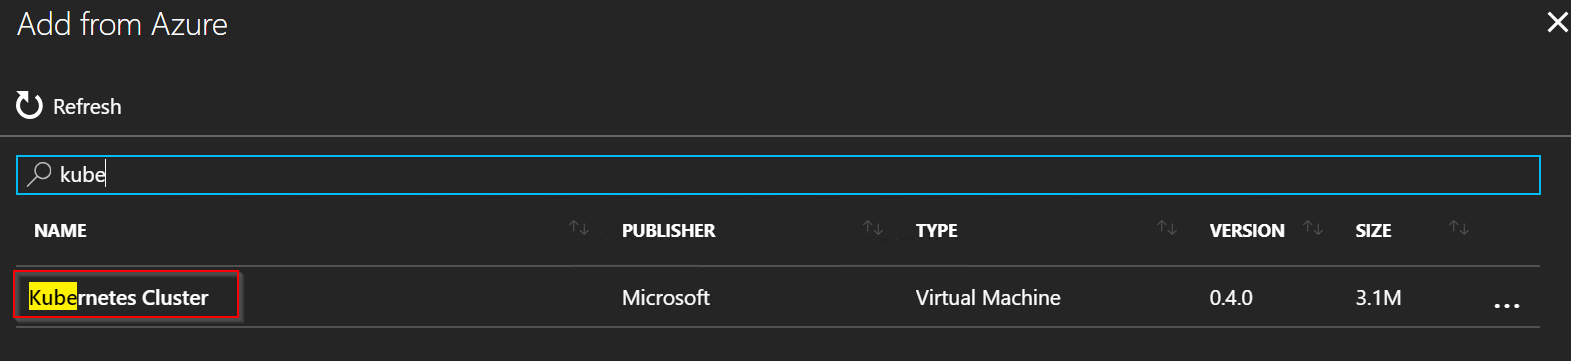 Add from Azure
Refresh
kube
NAME PUBLISHER TYPE VERSION SIZE
Kubernetes Cluster Microsoft Virtual Machine 0.4.0 3.1M ...